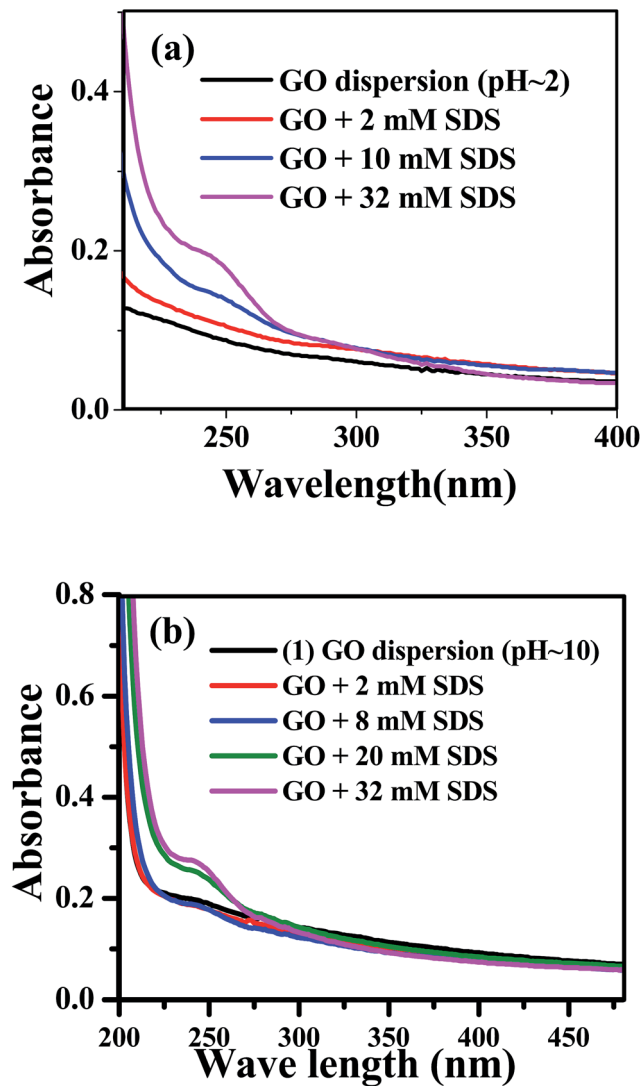 (a)
GO dispersion (pH~2)
GO + 2 mM SDS
GO + 10 mM SDS
GO + 32 mM SDS
Absorbance
0.4
0.2
0.0
250 300 350 400
Wavelength(nm)
(b)
(1) GO dispersion (pH~10)
GO + 2 mM SDS
GO + 8 mM SDS
GO + 20 mM SDS
GO + 32 mM SDS
Absorbance
0.8
0.6
0.4
0.2
0.0
200 250 300 350 400 450
Wave length (nm)